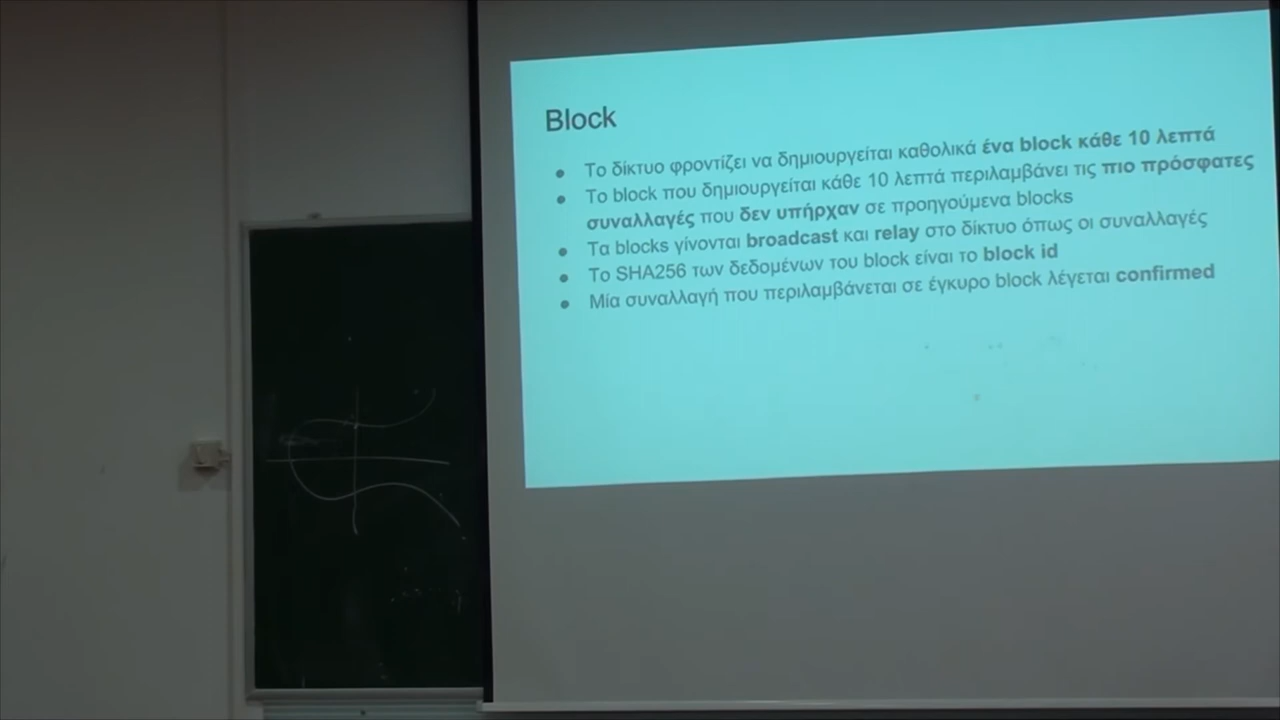 Block
Το δίκτυο φροντίζει να δημιουργείται καθολικά ένα block κάθε 10 λεπτά
Το block που δημιουργείται κάθε 10 λεπτά περιλαμβάνει τις πιο πρόσφατες
συναλλαγές που δεν υπήρχαν σε προηγούμενα blocks
Τα blocks γίνονται broadcast και relay στο δίκτυο όπως οι συναλλαγές
Το SHA256 των δεδομένων του block είναι το block id
Μία συναλλαγή που περιλαμβάνεται σε έγκυρο block λέγεται confirmed